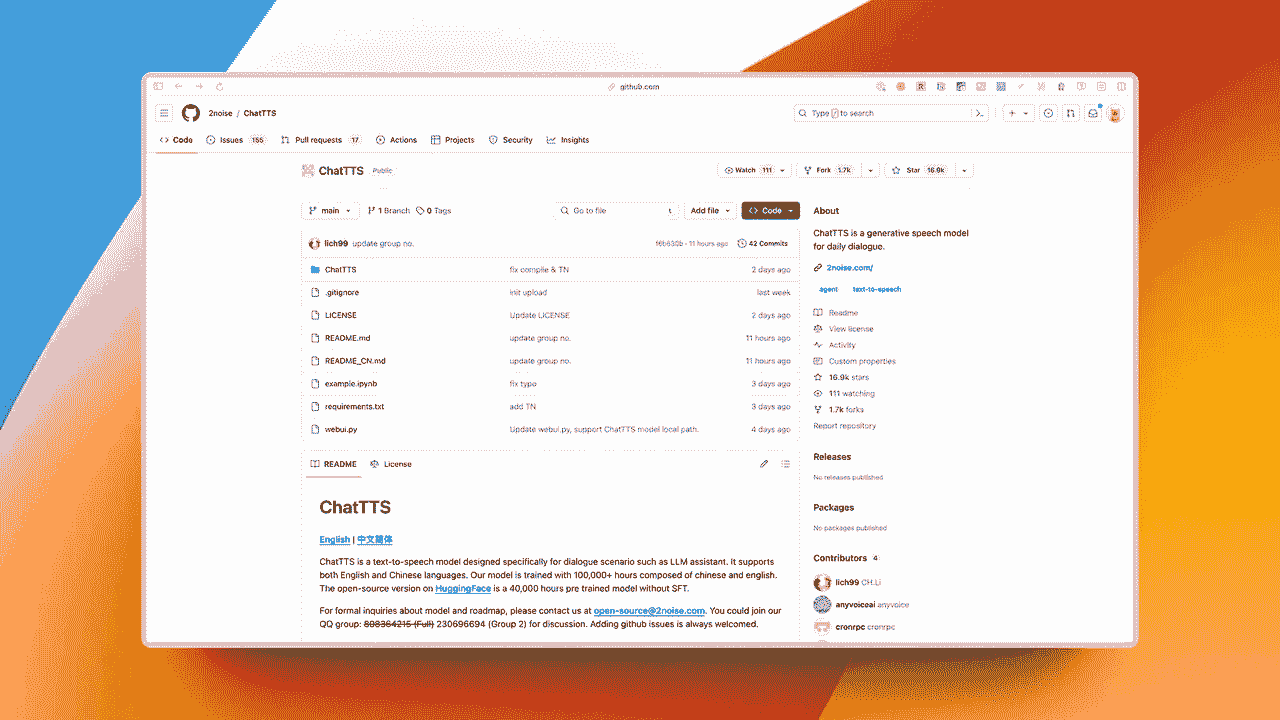 github.com
2noise / ChatTTS
Type / to search
Code Issues 155 Pull requests 17 Actions Projects Security Insights
ChatTTS Public
Watch 111 Fork 1.7k Star 16.9k
main 1 Branch 0 Tags Go to file t Add file Code
lich99 update group no. 11 hours ago 42 Commits
ChatTTS fix compile & TN 2 days ago
.gitignore init upload last week
LICENSE Update LICENSE 2 days ago
README.md update group no. 11 hours ago
README_CN.md update group no. 11 hours ago
example.ipynb fix typo 3 days ago
requirements.txt add TN 3 days ago
webui.py Update webui.py, support ChatTTS model local path. 4 days ago
README License
ChatTTS
English | 中文简体
ChatTTS is a text-to-speech model designed specifically for dialogue scenario such as LLM assistant. It supports
both English and Chinese languages. Our model is trained with 100,000+ hours composed of chinese and english.
The open-source version on HuggingFace is a 40,000 hours pre trained model without SFT.
For formal inquiries about model and roadmap, please contact us at open-source@2noise.com. You could join our
QQ group: 808364215 (Full) 230696694 (Group 2) for discussion. Adding github issues is always welcomed.
About
ChatTTS is a generative speech model
for daily dialogue.
2noise.com/
agent text-to-speech
Readme
View license
Activity
Custom properties
16.9k stars
111 watching
1.7k forks
Report repository
Releases
No releases published
Packages
No packages published
Contributors 4
lich99 CH.Li
anyvoiceai anyvoice
cronrpc cronrpc